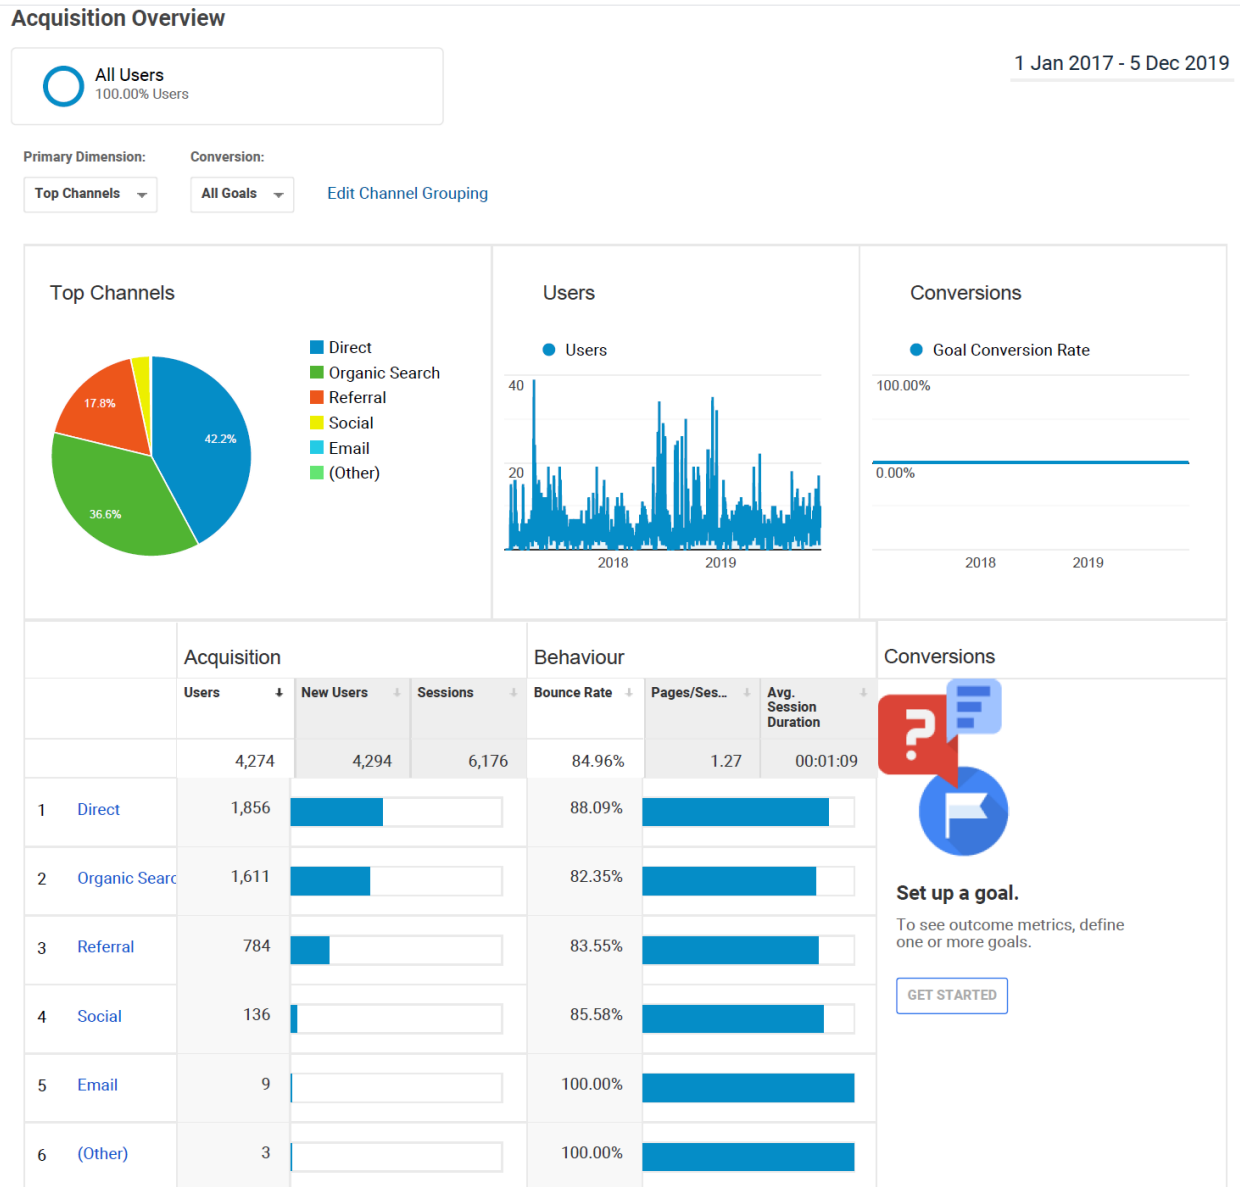 Acquisition Overview
All Users
100.00% Users
1 Jan 2017 - 5 Dec 2019
Primary Dimension:
Conversion:
Top Channels
All Goals
Edit Channel Grouping
Top Channels
Direct
Organic Search
Referral
Social
Email
(Other)
17.8%
42.2%
36.6%
Users
Users
40
20
2018 2019
Conversions
Goal Conversion Rate
100.00%
0.00%
2018 2019
Acquisition Behaviour Conversions
Users New Users Sessions Bounce Rate Pages/Ses... Avg.
Session
Duration
4,274 4,294 6,176 84.96% 1.27 00:01:09
1 Direct 1,856 88.09%
2 Organic Searc 1,611 82.35%
3 Referral 784 83.55%
4 Social 136 85.58%
5 Email 9 100.00%
6 (Other) 3 100.00%
?
Set up a goal.
To see outcome metrics, define
one or more goals.
GET STARTED